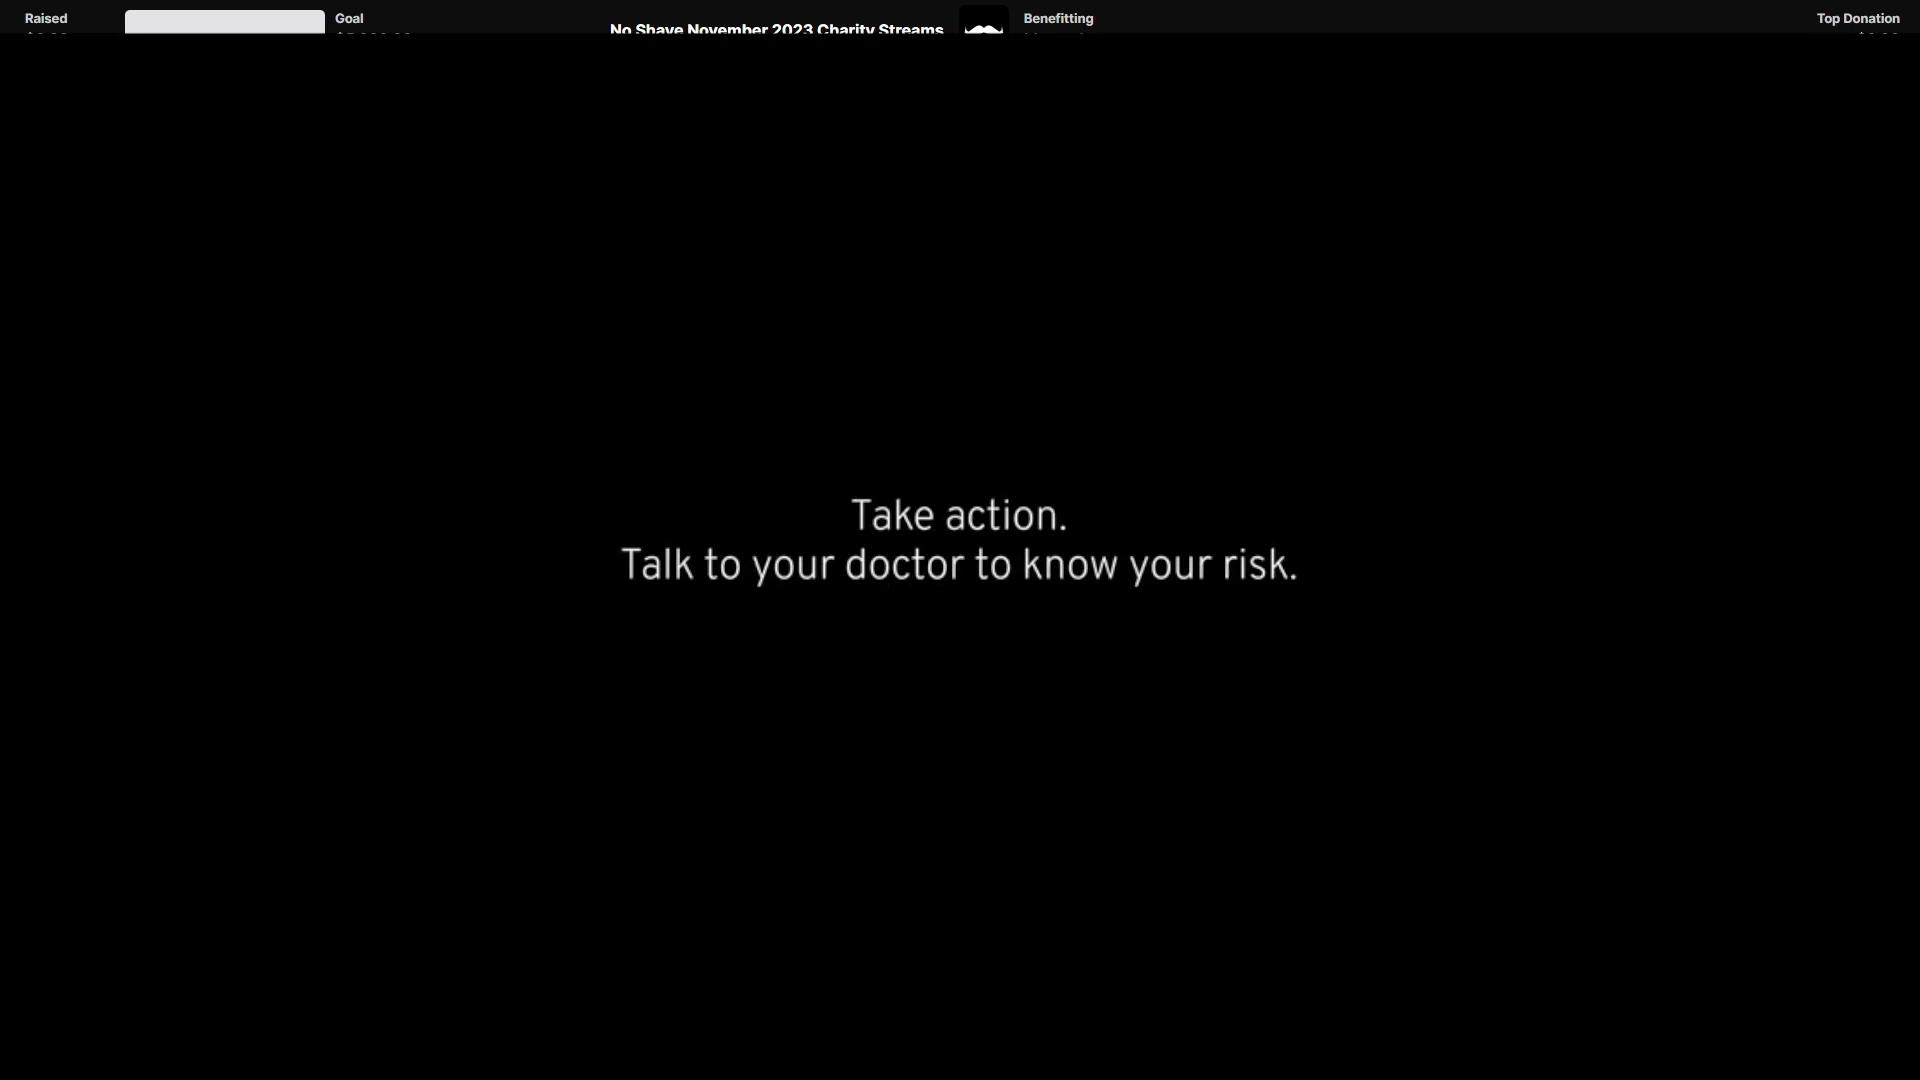 Raised
Goal
No Shave November 2023 Charity Streams
Benefitting
Top Donation
Take action.
Talk to your doctor to know your risk.